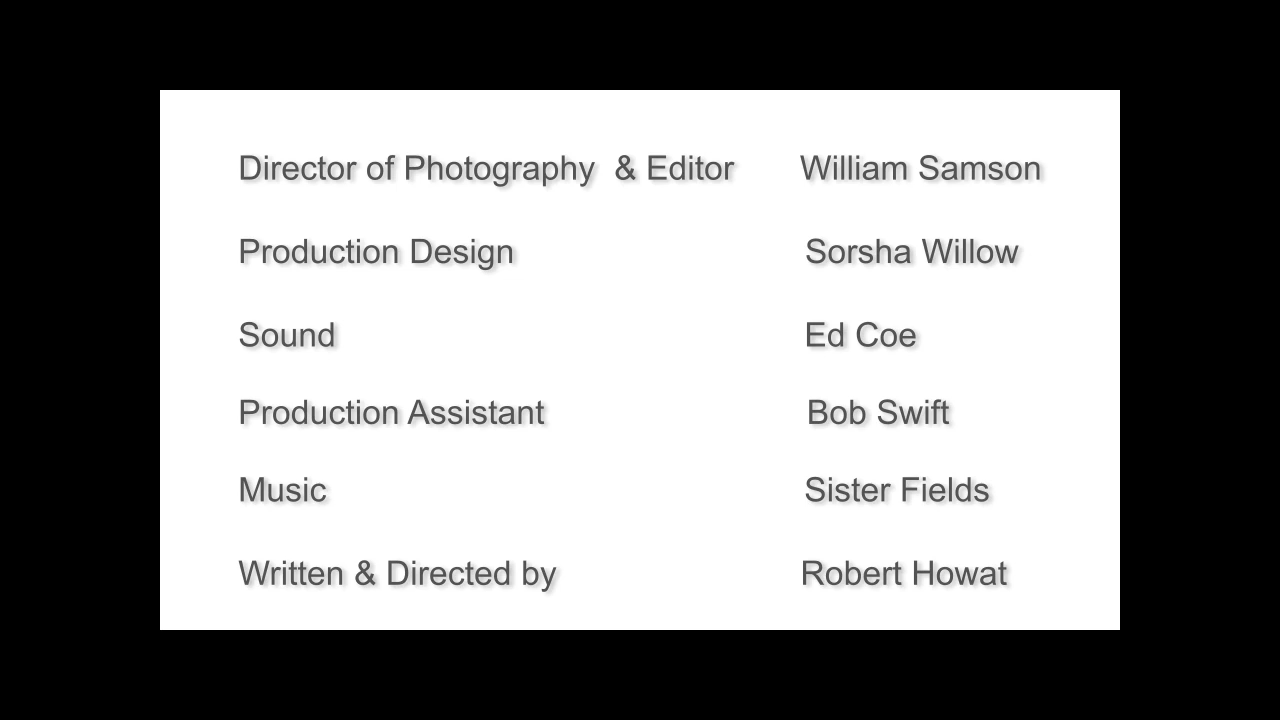 Director of Photography & Editor William Samson
Production Design Sorsha Willow
Sound Ed Coe
Production Assistant Bob Swift
Music Sister Fields
Written & Directed by Robert Howat